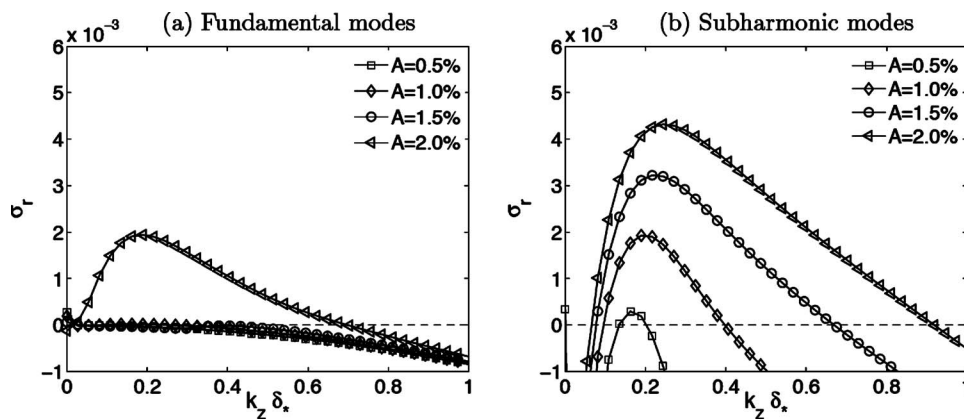 (a) Fundamental modes
x 10⁻³
6
5
4
3
2
1
0
-1
σr
0 0.2 0.4 0.6 0.8 1
kz δ*
A=0.5%
A=1.0%
A=1.5%
A=2.0%
(b) Subharmonic modes
x 10⁻³
6
5
4
3
2
1
0
-1
σr
0 0.2 0.4 0.6 0.8 1
kz δ*
A=0.5%
A=1.0%
A=1.5%
A=2.0%